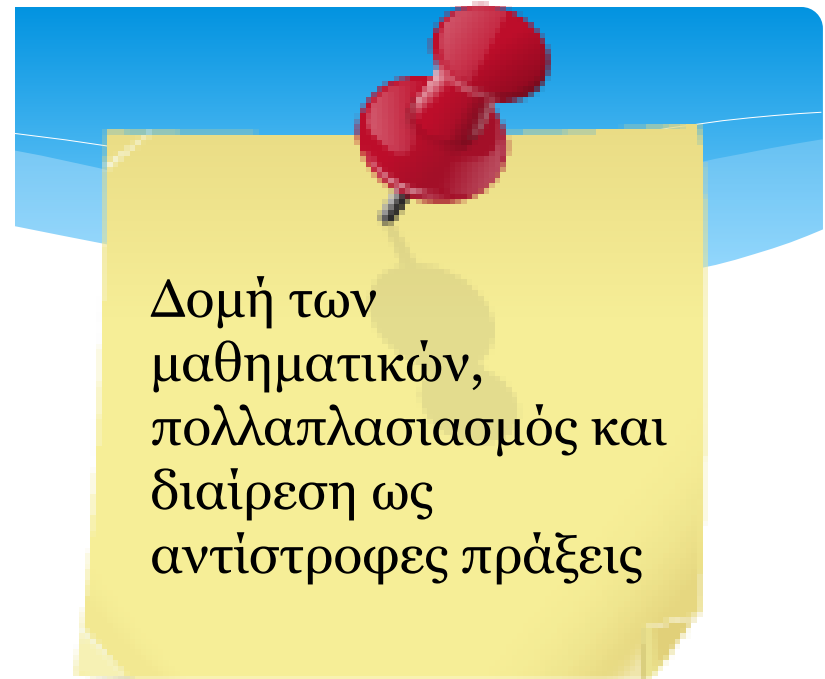 Δομή των
μαθηματικών,
πολλαπλασιασμός και
διαίρεση ως
αντίστροφες πράξεις